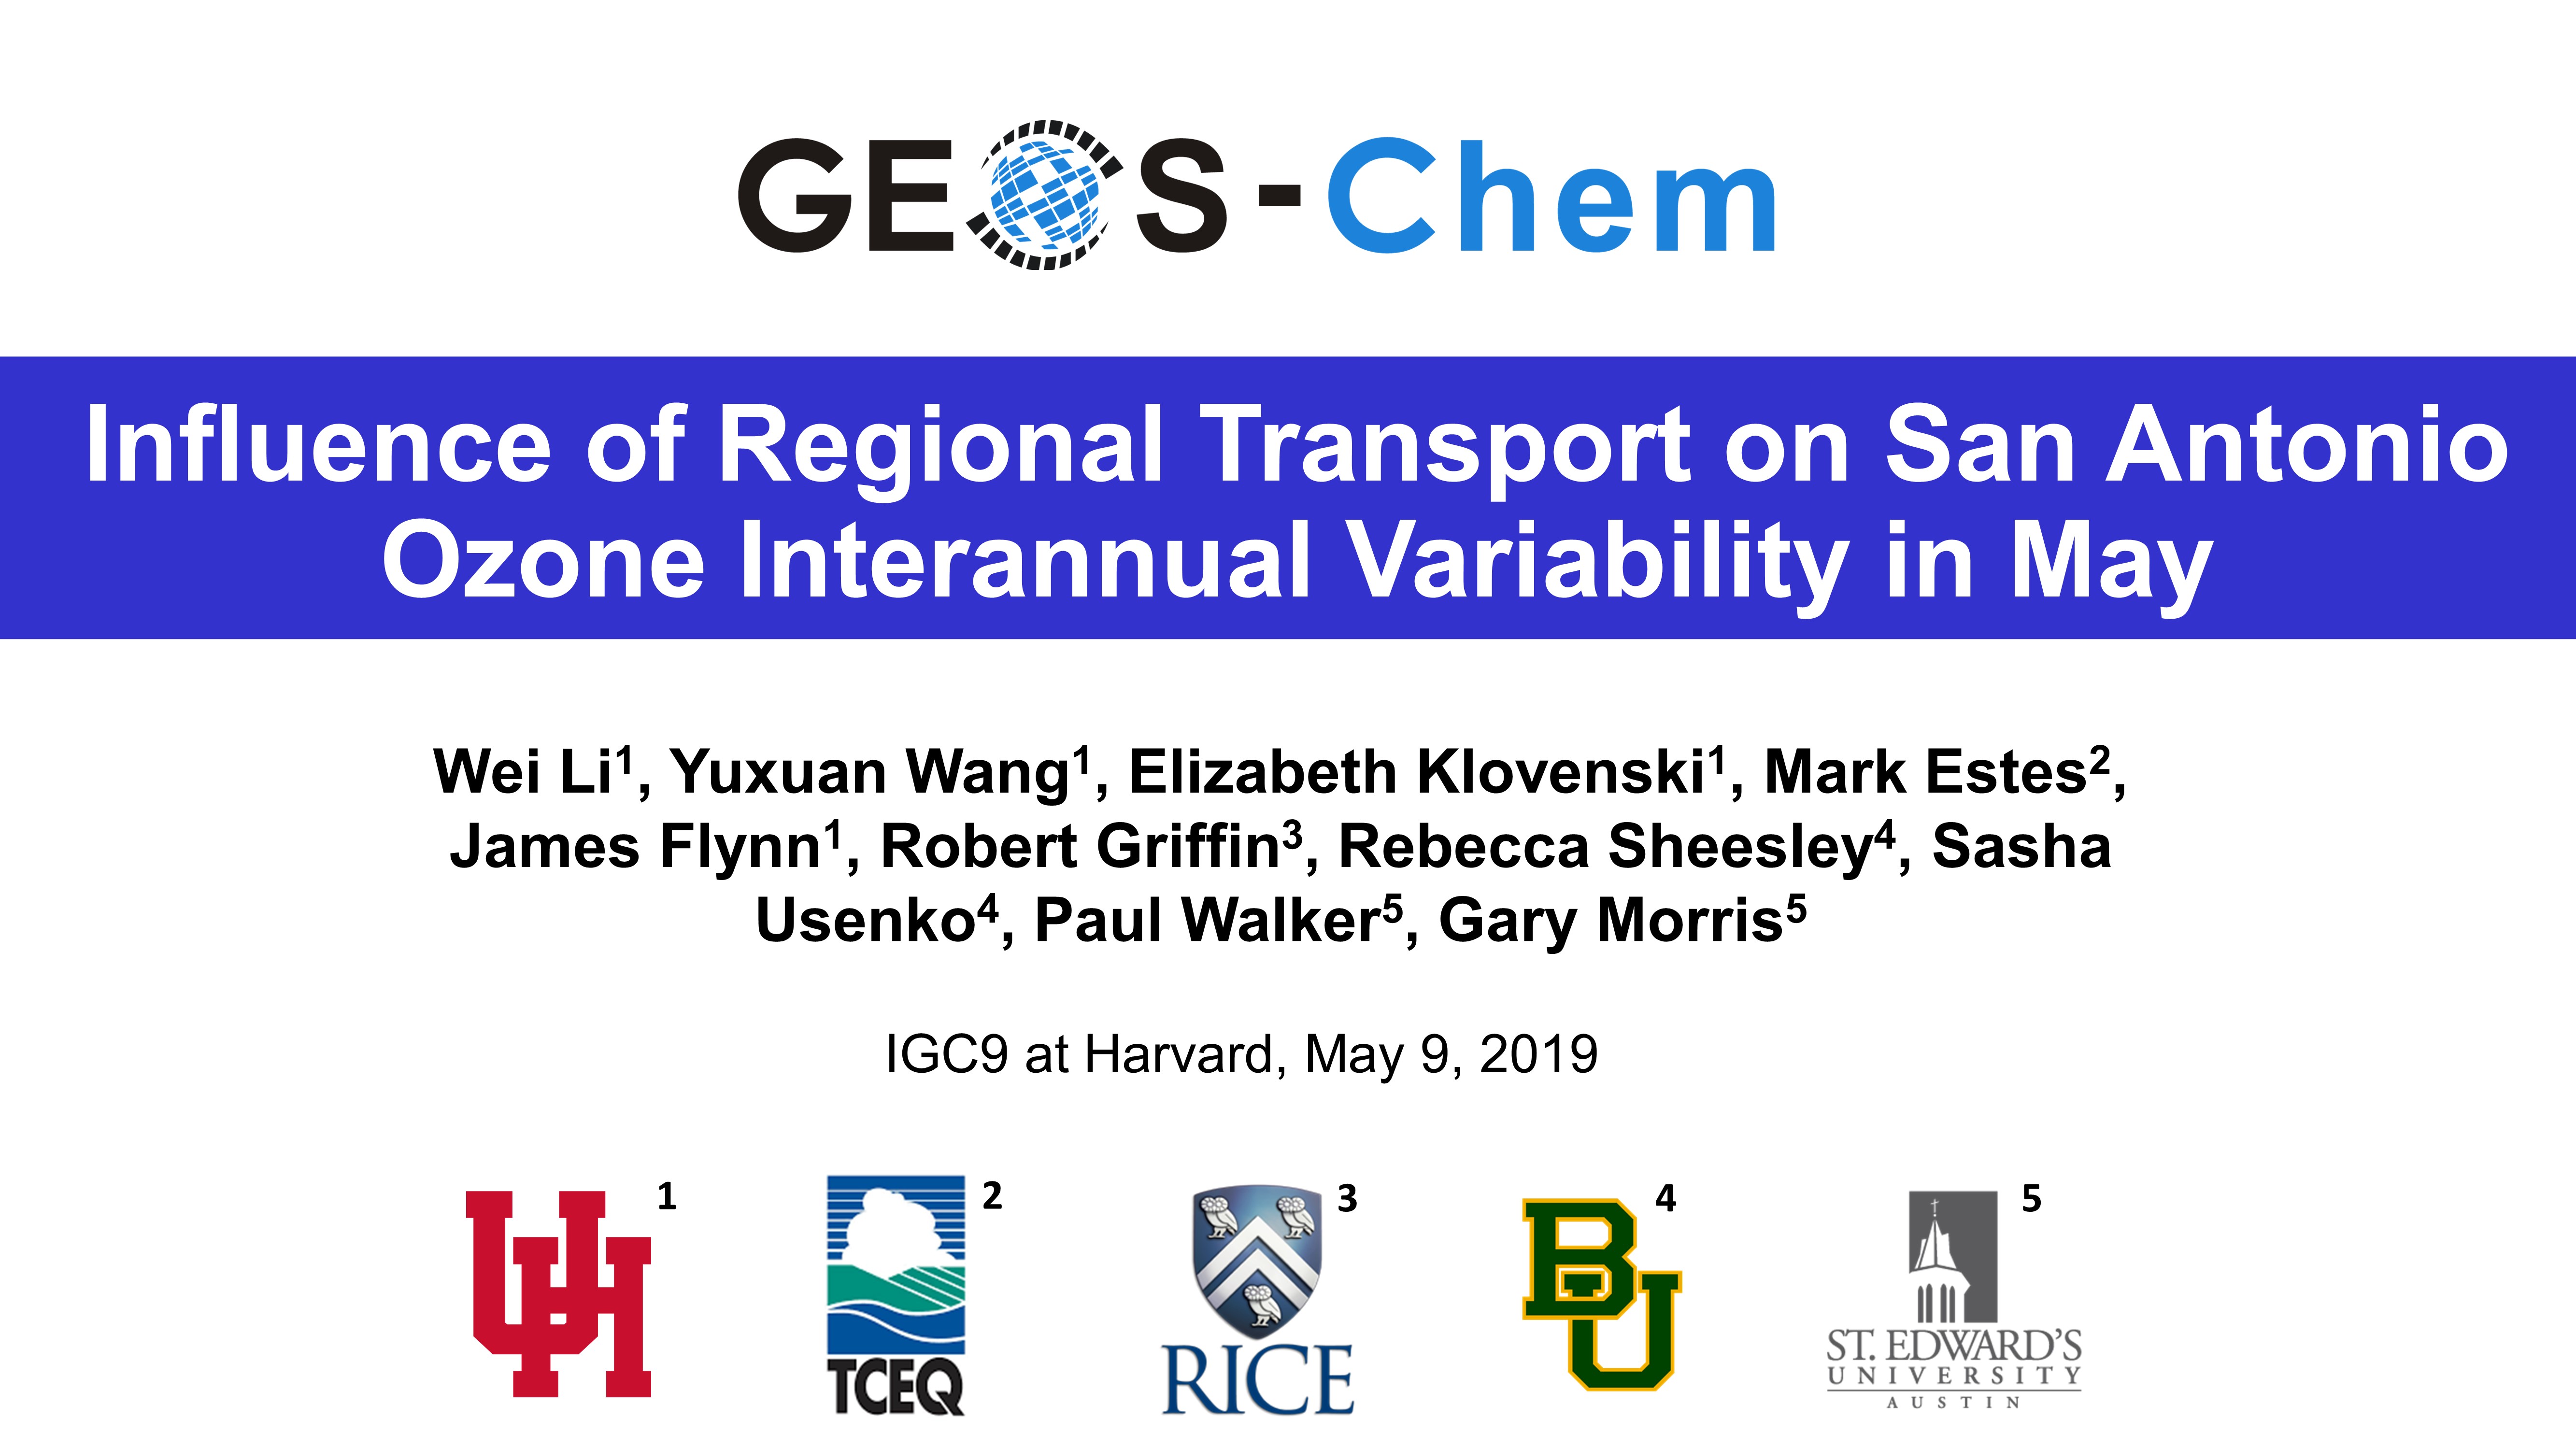 GEOS-Chem
Influence of Regional Transport on San Antonio
Ozone Interannual Variability in May
Wei Li¹, Yuxuan Wang¹, Elizabeth Klovenski¹, Mark Estes²,
James Flynn¹, Robert Griffin³, Rebecca Sheesley⁴, Sasha
Usenko⁴, Paul Walker⁵, Gary Morris⁵
IGC9 at Harvard, May 9, 2019
UH 1
TCEQ 2
RICE 3
BU 4
5
ST. EDWARD'S
UNIVERSITY
AUSTIN